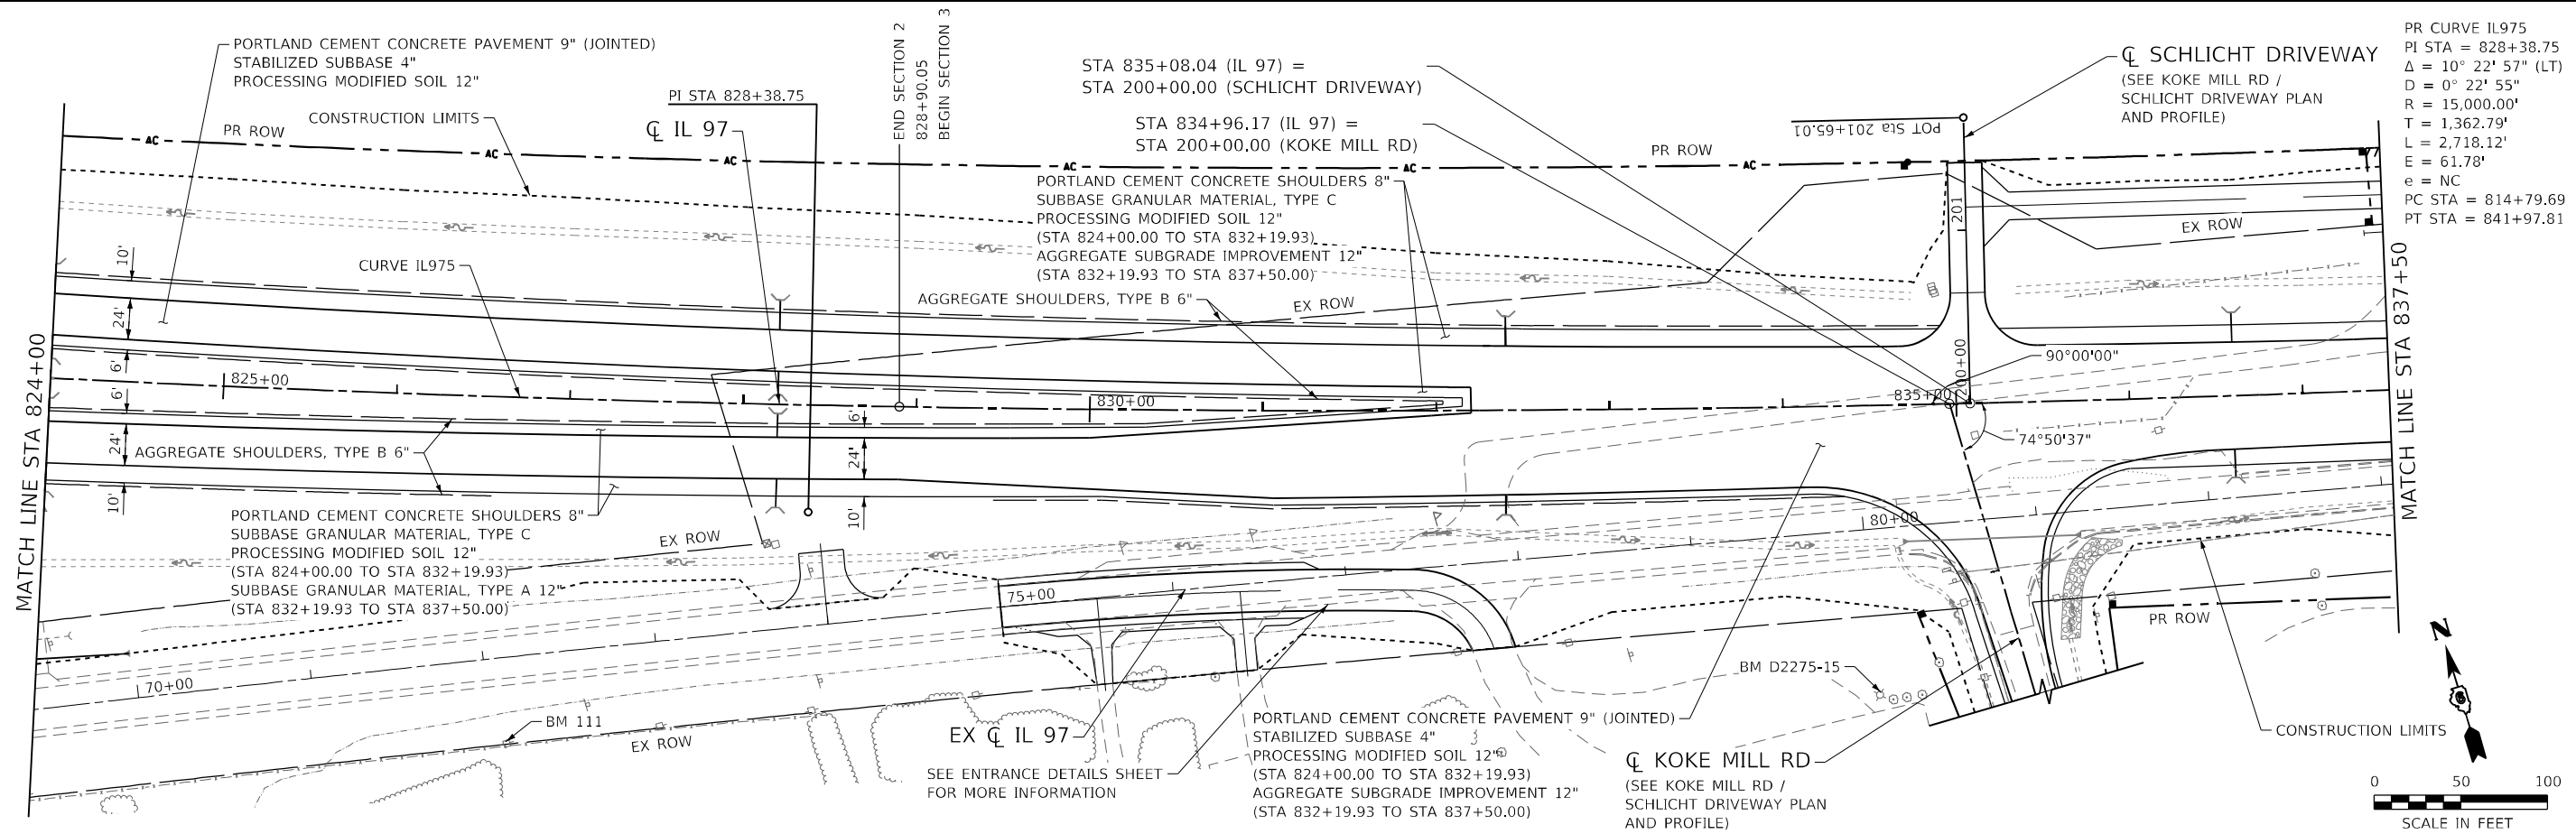 PORTLAND CEMENT CONCRETE PAVEMENT 9" (JOINTED)
STABILIZED SUBBASE 4"
PROCESSING MODIFIED SOIL 12"
CONSTRUCTION LIMITS
PR ROW
AC
AC
AC
AC
AC
AC
PI STA 828+38.75
℄ IL 97
END SECTION 2
828+90.05
BEGIN SECTION 3
STA 835+08.04 (IL 97) =
STA 200+00.00 (SCHLICHT DRIVEWAY)
STA 834+96.17 (IL 97) =
STA 200+00.00 (KOKE MILL RD)
PORTLAND CEMENT CONCRETE SHOULDERS 8"
SUBBASE GRANULAR MATERIAL, TYPE C
PROCESSING MODIFIED SOIL 12"
(STA 824+00.00 TO STA 832+19.93)
AGGREGATE SUBGRADE IMPROVEMENT 12"
(STA 832+19.93 TO STA 837+50.00)
PR ROW
POT Sta 201+65.01
℄ SCHLICHT DRIVEWAY
(SEE KOKE MILL RD /
SCHLICHT DRIVEWAY PLAN
AND PROFILE)
PR CURVE IL975
PI STA = 828+38.75
Δ = 10° 22' 57" (LT)
D = 0° 22' 55"
R = 15,000.00'
T = 1,362.79'
L = 2,718.12'
E = 61.78'
e = NC
PC STA = 814+79.69
PT STA = 841+97.81
201
EX ROW
10'
CURVE IL975
AGGREGATE SHOULDERS, TYPE B 6"
EX ROW
24'
6'
6'
24'
10'
825+00
830+00
835+00
200+00
90°00'00"
74°50'37"
MATCH LINE STA 824+00
MATCH LINE STA 837+50
AGGREGATE SHOULDERS, TYPE B 6"
6'
24'
10'
PORTLAND CEMENT CONCRETE SHOULDERS 8"
SUBBASE GRANULAR MATERIAL, TYPE C
PROCESSING MODIFIED SOIL 12"
(STA 824+00.00 TO STA 832+19.93)
SUBBASE GRANULAR MATERIAL, TYPE A 12"
(STA 832+19.93 TO STA 837+50.00)
EX ROW
70+00
75+00
80+00
BM 111
EX ROW
EX ℄ IL 97
SEE ENTRANCE DETAILS SHEET
FOR MORE INFORMATION
PORTLAND CEMENT CONCRETE PAVEMENT 9" (JOINTED)
STABILIZED SUBBASE 4"
PROCESSING MODIFIED SOIL 12"
(STA 824+00.00 TO STA 832+19.93)
AGGREGATE SUBGRADE IMPROVEMENT 12"
(STA 832+19.93 TO STA 837+50.00)
BM D2275-15
℄ KOKE MILL RD
(SEE KOKE MILL RD /
SCHLICHT DRIVEWAY PLAN
AND PROFILE)
PR ROW
CONSTRUCTION LIMITS
N
0 50 100
SCALE IN FEET